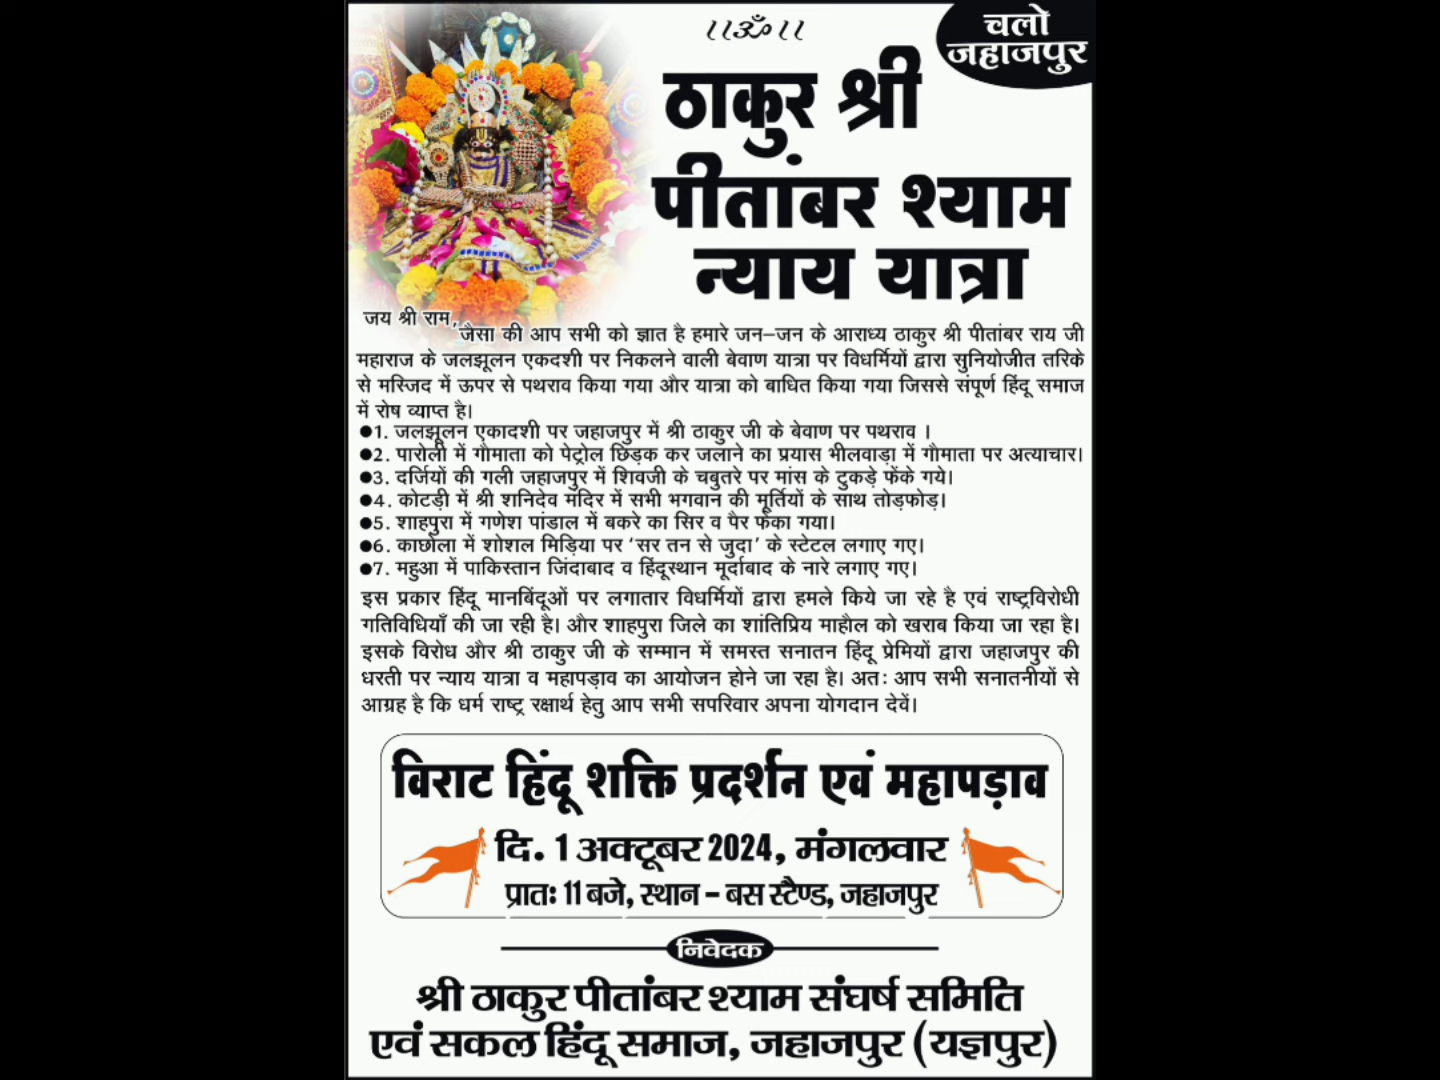 ।।ॐ।।
चलो
जहाजपुर
ठाकुर श्री
पीतांबर श्याम
न्याय यात्रा
जय श्री राम,
जैसा की आप सभी को ज्ञात है हमारे जन–जन के आराध्य ठाकुर श्री पीतांबर राय जी
महाराज के जलझूलन एकदशी पर निकलने वाली बेवाण यात्रा पर विधर्मियों द्वारा सुनियोजीत तरिके
से मस्जिद में ऊपर से पथराव किया गया और यात्रा को बाधित किया गया जिससे संपूर्ण हिंदू समाज
में रोष व्याप्त है।
●1. जलझूलन एकादशी पर जहाजपुर में श्री ठाकुर जी के बेवाण पर पथराव ।
●2. पारोली में गौमाता को पेट्रोल छिड़क कर जलाने का प्रयास भीलवाड़ा में गौमाता पर अत्याचार।
●3. दर्जियों की गली जहाजपुर में शिवजी के चबुतरे पर मांस के टुकड़े फेंके गये।
●4. कोटड़ी में श्री शनिदेव मंदिर में सभी भगवान की मूर्तियों के साथ तोड़फोड़।
●5. शाहपुरा में गणेश पांडाल में बकरे का सिर व पैर फेंका गया।
●6. काछोला में शोशल मिड़िया पर ‘सर तन से जुदा’ के स्टेटल लगाए गए।
●7. महुआ में पाकिस्तान जिंदाबाद व हिंदूस्थान मूर्दाबाद के नारे लगाए गए।
इस प्रकार हिंदू मानबिंदूओं पर लगातार विधर्मियों द्वारा हमले किये जा रहे है एवं राष्ट्रविरोधी
गतिविधियाँ की जा रही है। और शाहपुरा जिले का शांतिप्रिय माहौल को खराब किया जा रहा है।
इसके विरोध और श्री ठाकुर जी के सम्मान में समस्त सनातन हिंदू प्रेमियों द्वारा जहाजपुर की
धरती पर न्याय यात्रा व महापड़ाव का आयोजन होने जा रहा है। अतः आप सभी सनातनीयों से
आग्रह है कि धर्म राष्ट्र रक्षार्थ हेतु आप सभी सपरिवार अपना योगदान देवें।
विराट हिंदू शक्ति प्रदर्शन एवं महापड़ाव
दि. 1 अक्टूबर 2024, मंगलवार
प्रातः 11 बजे, स्थान – बस स्टैण्ड, जहाजपुर
निवेदक
श्री ठाकुर पीतांबर श्याम संघर्ष समिति
एवं सकल हिंदू समाज, जहाजपुर (यज्ञपुर)